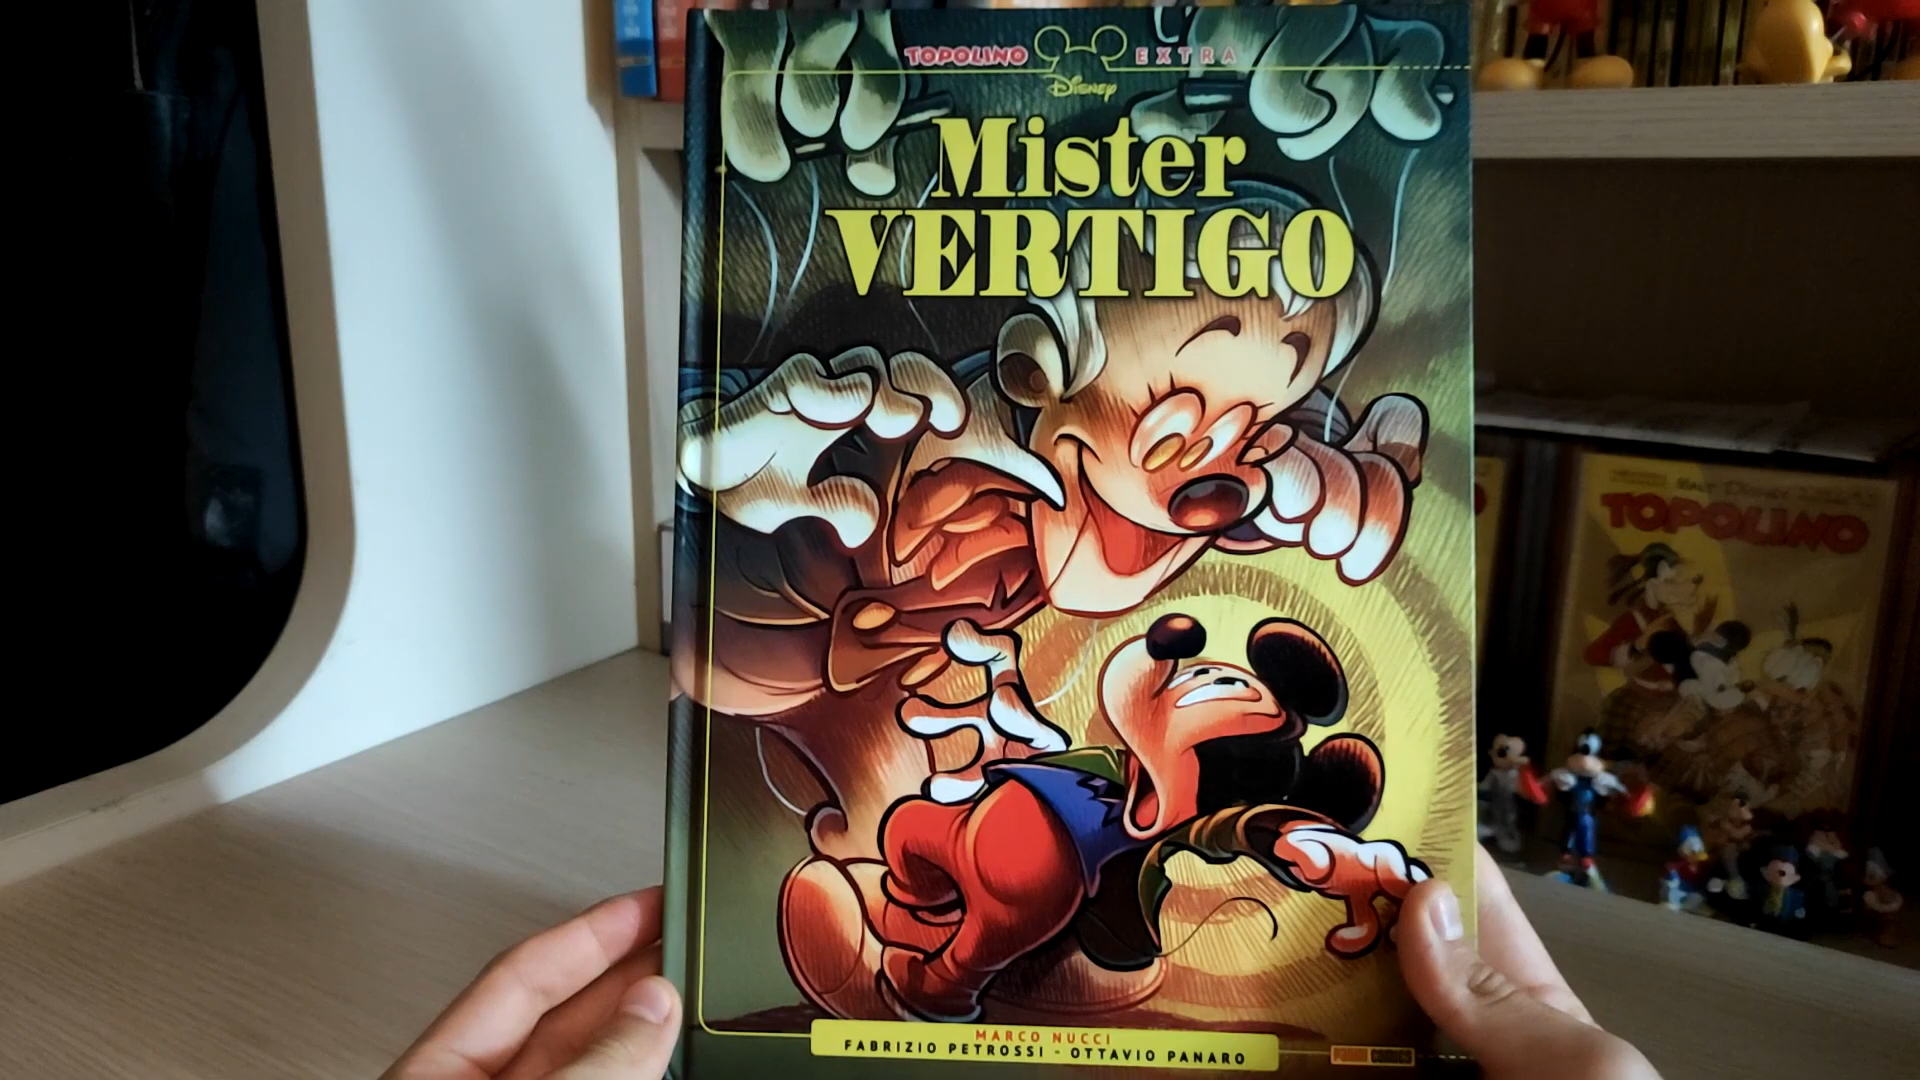 TOPOLINO EXTRA
Disney
Mister
VERTIGO
MARCO NUCCI
FABRIZIO PETROSSI - OTTAVIO PANARO
PANINI COMICS
TOPOLINO